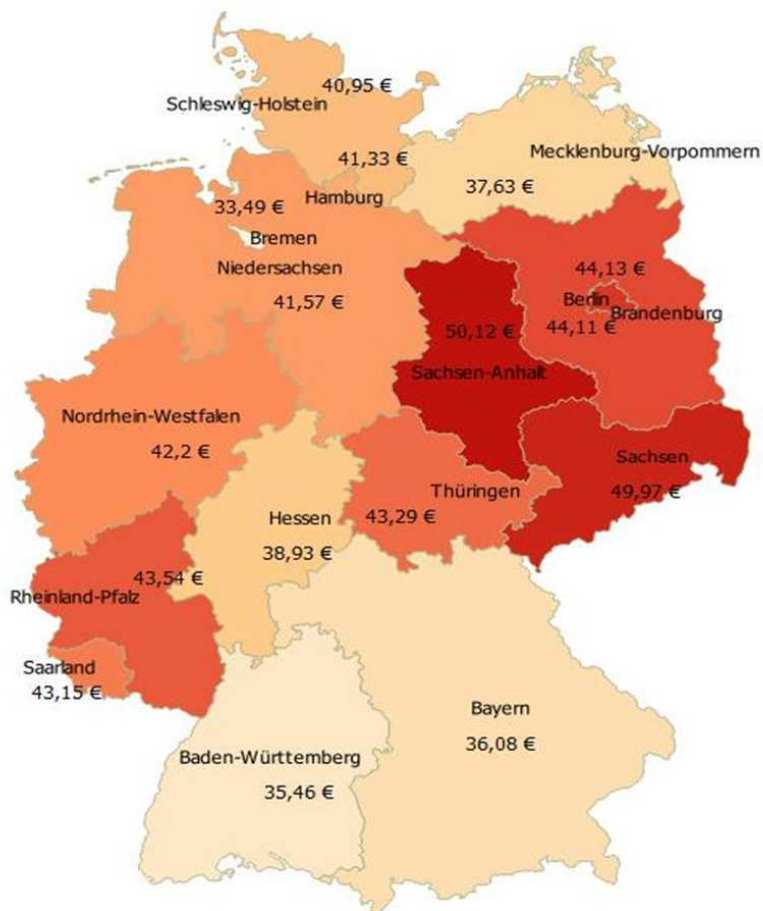 40,95 €
Schleswig-Holstein
41,33 €
Hamburg
Mecklenburg-Vorpommern
37,63 €
33,49 €
Bremen
Niedersachsen
41,57 €
44,13 €
Berlin
Brandenburg
44,11 €
50,12 €
Sachsen-Anhalt
Nordrhein-Westfalen
42,2 €
Sachsen
49,97 €
Thüringen
43,29 €
Hessen
38,93 €
43,54 €
Rheinland-Pfalz
Saarland
43,15 €
Bayern
36,08 €
Baden-Württemberg
35,46 €